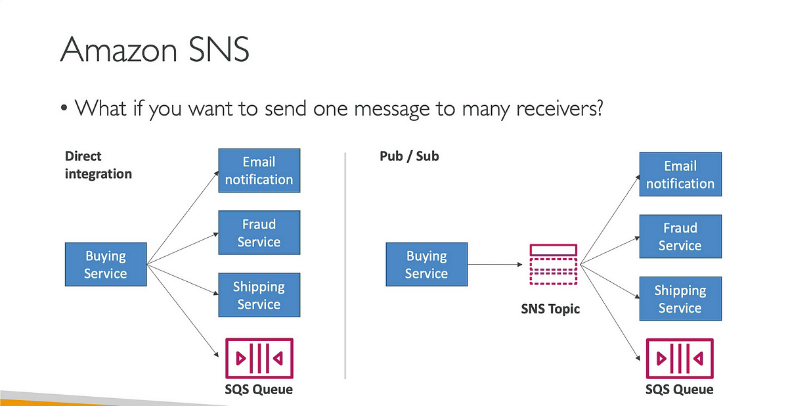 Amazon SNS
• What if you want to send one message to many receivers?
Direct
integration
Buying
Service
Email
notification
Fraud
Service
Shipping
Service
SQS Queue
Pub / Sub
Buying
Service
SNS Topic
Email
notification
Fraud
Service
Shipping
Service
SQS Queue